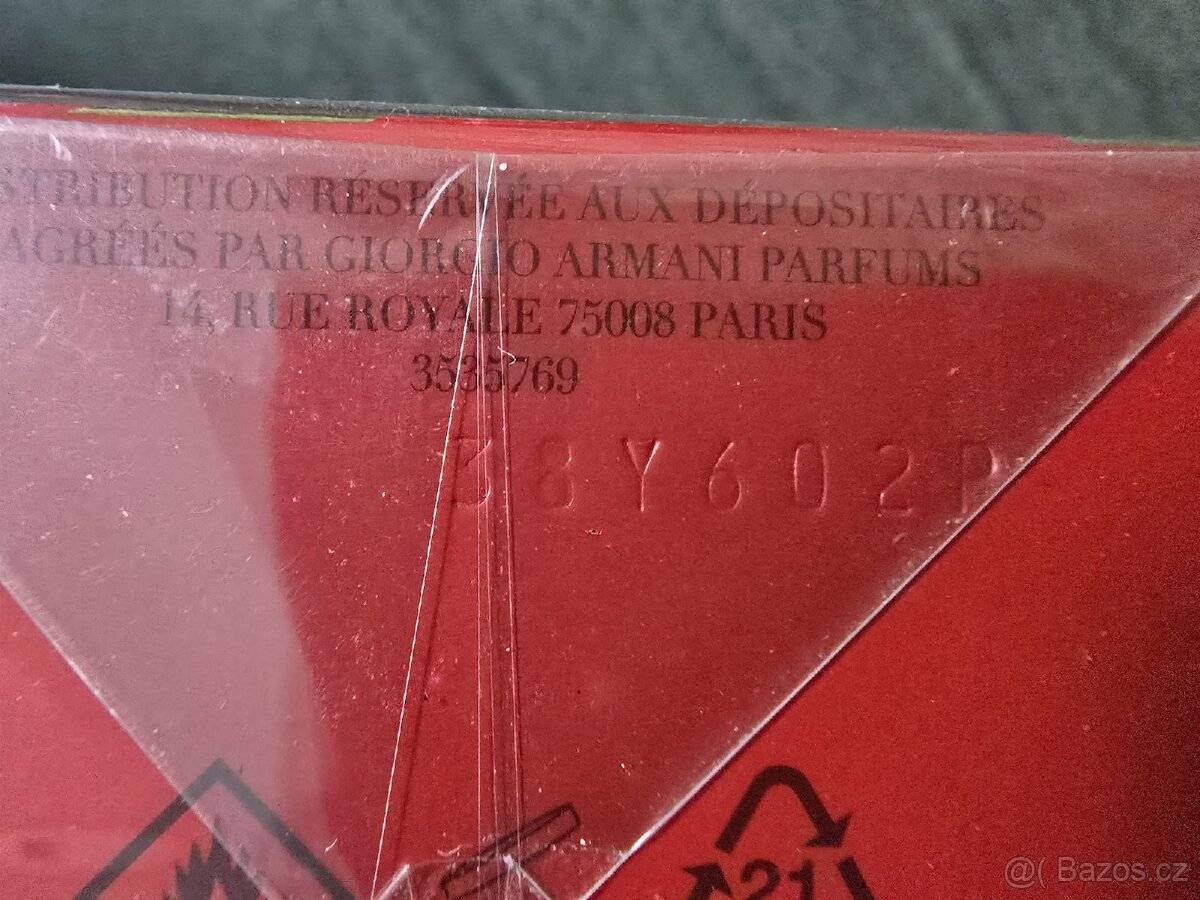 STRIBUTION RÉSERVÉE AUX DÉPOSITAIRES
AGRÉÉS PAR GIORGIO ARMANI PARFUMS
14, RUE ROYALE 75008 PARIS
3535769
38Y602P
21
@( Bazos.cz